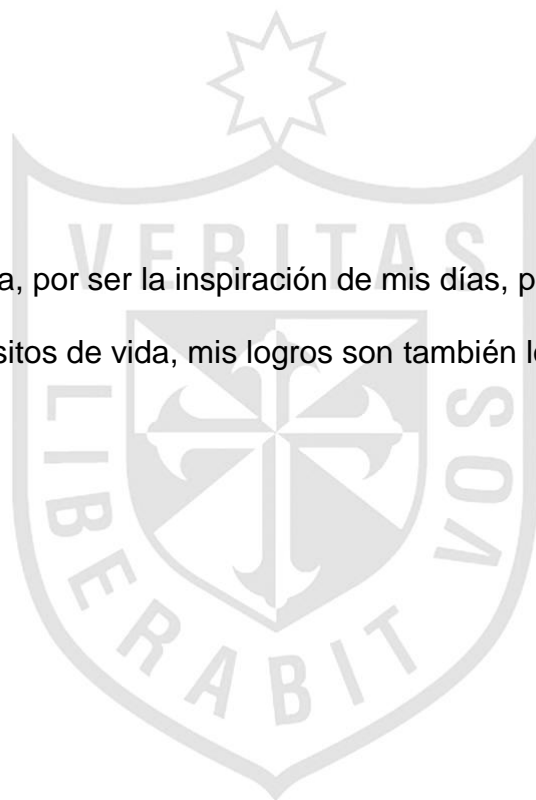 VERITAS
a, por ser la inspiración de mis días, p
sitos de vida, mis logros son también l
LIBERABIT
VOS